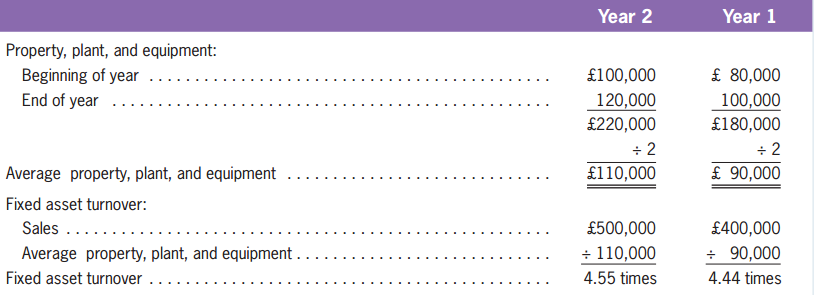 Year 2 Year 1
Property, plant, and equipment:
Beginning of year . . . . . . . . . . . . . . . . . . . . . . . . . . . . . . . . . . . . . . . . . . . . . . . . . . £100,000 £ 80,000
End of year . . . . . . . . . . . . . . . . . . . . . . . . . . . . . . . . . . . . . . . . . . . . . . . . . . . . . . 120,000 100,000
£220,000 £180,000
÷ 2 ÷ 2
Average property, plant, and equipment . . . . . . . . . . . . . . . . . . . . . . . . . . . . . . . . . £110,000 £ 90,000
Fixed asset turnover:
Sales . . . . . . . . . . . . . . . . . . . . . . . . . . . . . . . . . . . . . . . . . . . . . . . . . . . . . . . . . . . . £500,000 £400,000
Average property, plant, and equipment . . . . . . . . . . . . . . . . . . . . . . . . . . . . . . . . ÷ 110,000 ÷ 90,000
Fixed asset turnover . . . . . . . . . . . . . . . . . . . . . . . . . . . . . . . . . . . . . . . . . . . . . . . . . . 4.55 times 4.44 times